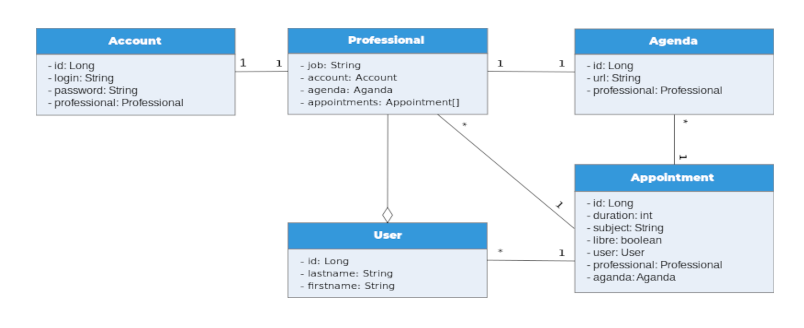 Account
- id: Long
- login: String
- password: String
- professional: Professional
1
1
Professional
- job: String
- account: Account
- agenda: Aganda
- appointments: Appointment[]
1
1
Agenda
- id: Long
- url: String
- professional: Professional
*
1
*
1
Appointment
- id: Long
- duration: int
- subject: String
- libre: boolean
- user: User
- professional: Professional
- aganda: Aganda
User
- id: Long
- lastname: String
- firstname: String
*
1